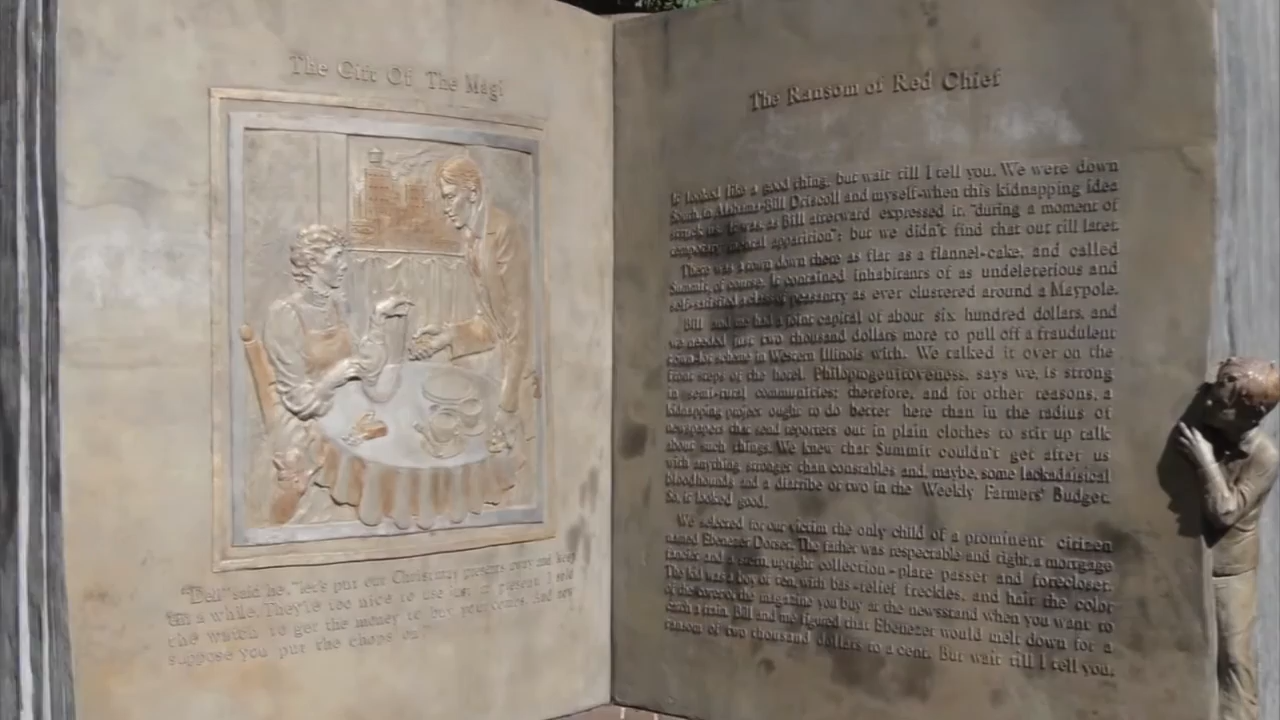 The Gift Of The Magi
"Dell" said he, "let's put our Christmas presents away and keep
'em a while. They're too nice to use just at present. I sold
the watch to get the money to buy your combs. And now
suppose you put the chops on."
The Ransom of Red Chief
It looked like a good thing: but wait till I tell you. We were down
South, in Alabama-Bill Driscoll and myself-when this kidnapping idea
struck us. It was, as Bill afterward expressed it, "during a moment of
temporary mental apparition"; but we didn't find that out till later.
There was a town down there as flat as a flannel-cake, and called
Summit, of course. It contained inhabitants of as undeleterious and
self-satisfied a class of peasantry as ever clustered around a Maypole.
Bill and me had a joint capital of about six hundred dollars, and
we needed just two thousand dollars more to pull off a fraudulent
town-lot scheme in Western Illinois with. We talked it over on the
front steps of the hotel. Philoprogenitoveness, says we, is strong
in semi-rural communities; therefore, and for other reasons, a
kidnapping project ought to do better here than in the radius of
newspapers that send reporters out in plain clothes to stir up talk
about such things. We knew that Summit couldn't get after us
with anything stronger than constables and, maybe, some lackadaisical
bloodhounds and a diatribe or two in the Weekly Farmers' Budget.
So, it looked good.
We selected for our victim the only child of a prominent citizen
named Ebenezer Dorset. The father was respectable and tight, a mortgage
fancier and a stern, upright collection-plate passer and forecloser.
The kid was a boy of ten, with bas-relief freckles, and hair the color
of the cover of the magazine you buy at the newsstand when you want to
catch a train. Bill and me figured that Ebenezer would melt down for a
ransom of two thousand dollars to a cent. But wait till I tell you.